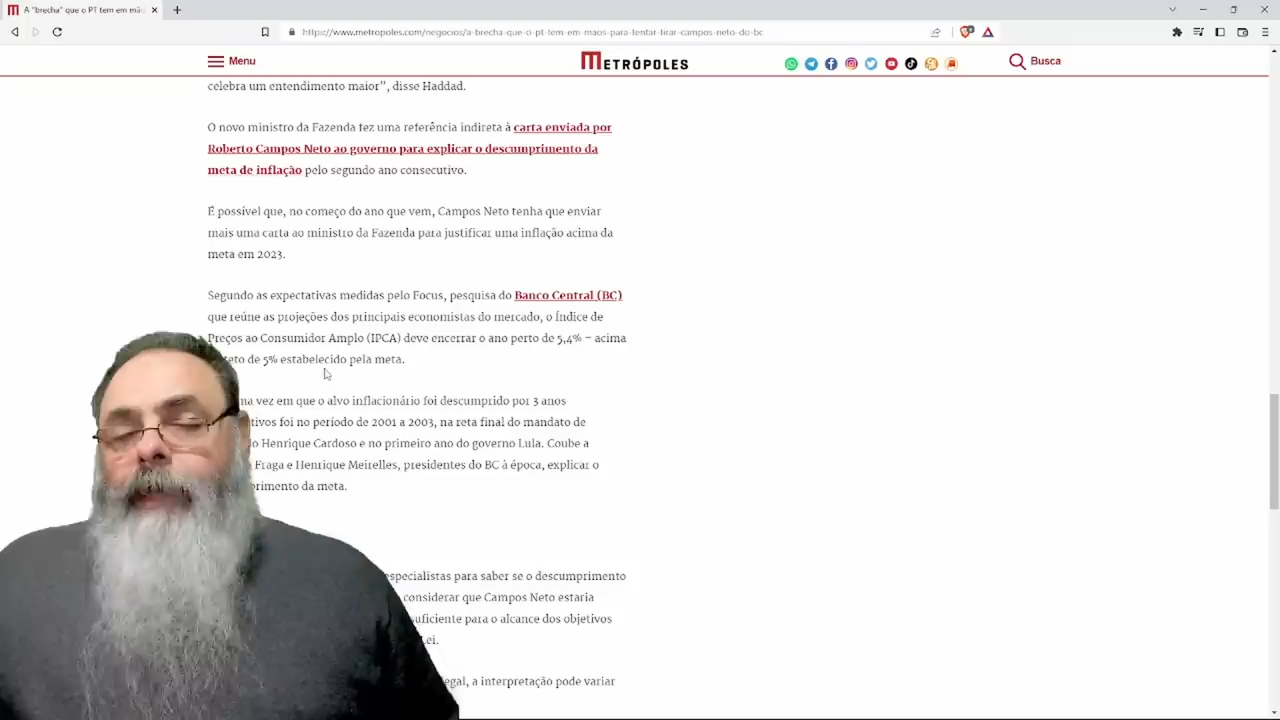 A "brecha" que o PT tem em mão
https://www.metropoles.com/negocios/a-brecha-que-o-pt-tem-em-maos-para-tentar-tirar-campos-neto-do-bc
Menu
METRÓPOLES
Busca
celebra um entendimento maior”, disse Haddad.
O novo ministro da Fazenda fez uma referência indireta à carta enviada por
Roberto Campos Neto ao governo para explicar o descumprimento da
meta de inflação pelo segundo ano consecutivo.
É possível que, no começo do ano que vem, Campos Neto tenha que enviar
mais uma carta ao ministro da Fazenda para justificar uma inflação acima da
meta em 2023.
Segundo as expectativas medidas pelo Focus, pesquisa do Banco Central (BC)
que reúne as projeções dos principais economistas do mercado, o Índice de
Preços ao Consumidor Amplo (IPCA) deve encerrar o ano perto de 5,4% – acima
teto de 5% estabelecido pela meta.
vez em que o alvo inflacionário foi descumprido por 3 anos
foi no período de 2001 a 2003, na reta final do mandato de
Henrique Cardoso e no primeiro ano do governo Lula. Coube a
Fraga e Henrique Meirelles, presidentes do BC à época, explicar o
da meta.
especialistas para saber se o descumprimento
considerar que Campos Neto estaria
suficiente para o alcance dos objetivos
Lei.
a interpretação pode variar